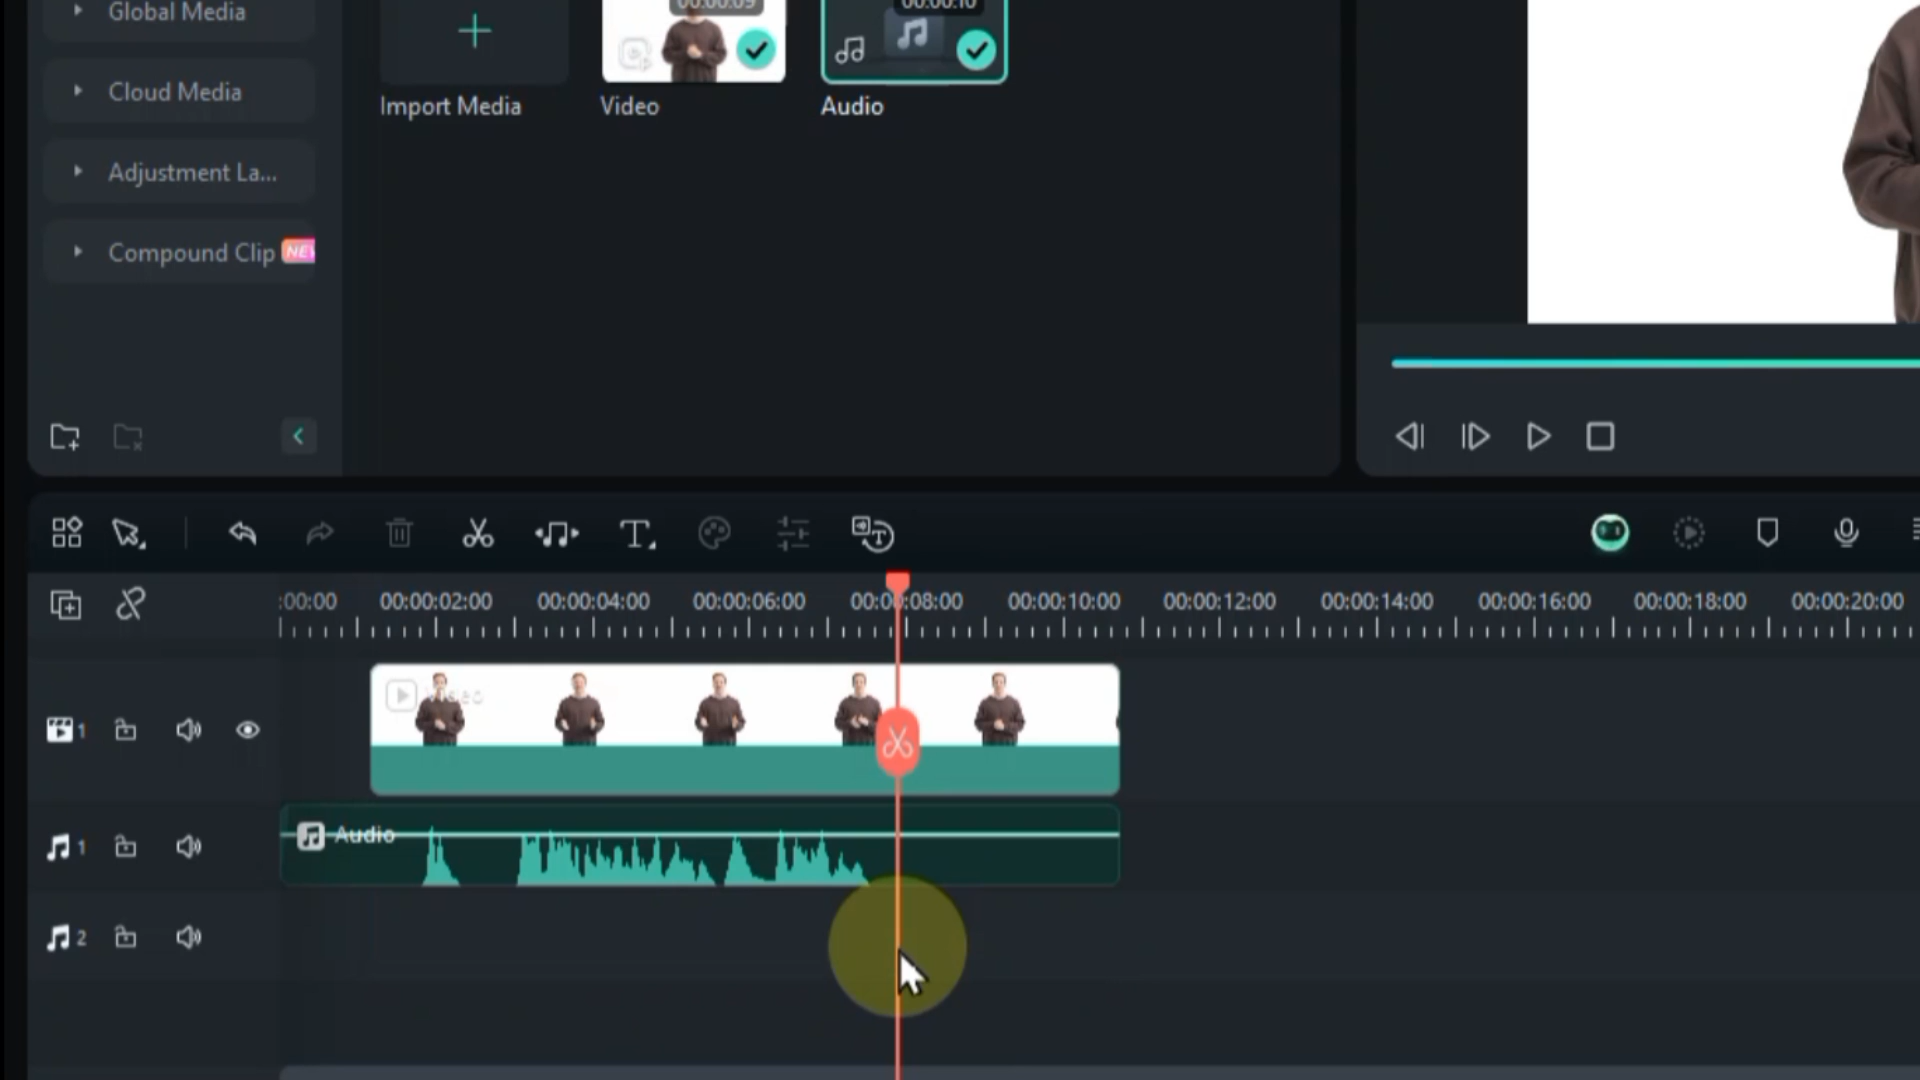 Global Media
00:00:09
00:00:10
Cloud Media
Import Media
Video
Audio
Adjustment La...
Compound Clip NEW
:00:00 00:00:02:00 00:00:04:00 00:00:06:00 00:00:08:00 00:00:10:00 00:00:12:00 00:00:14:00 00:00:16:00 00:00:18:00 00:00:20:00
Video
1
Audio
1
2